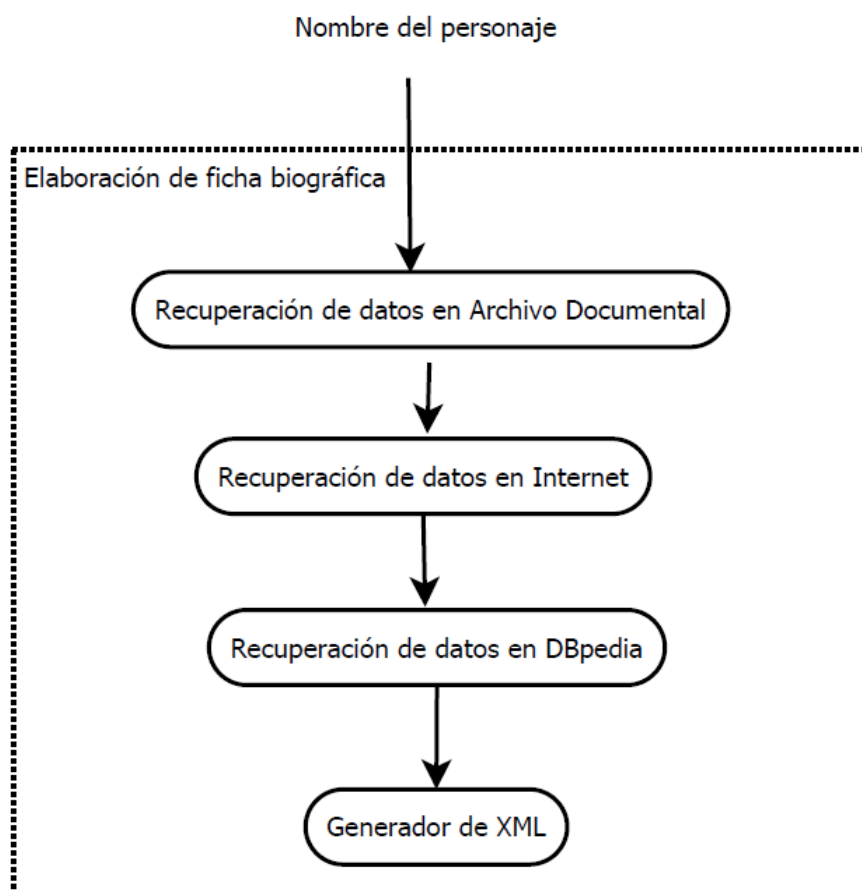 Nombre del personaje
Elaboración de ficha biográfica
Recuperación de datos en Archivo Documental
Recuperación de datos en Internet
Recuperación de datos en DBpedia
Generador de XML